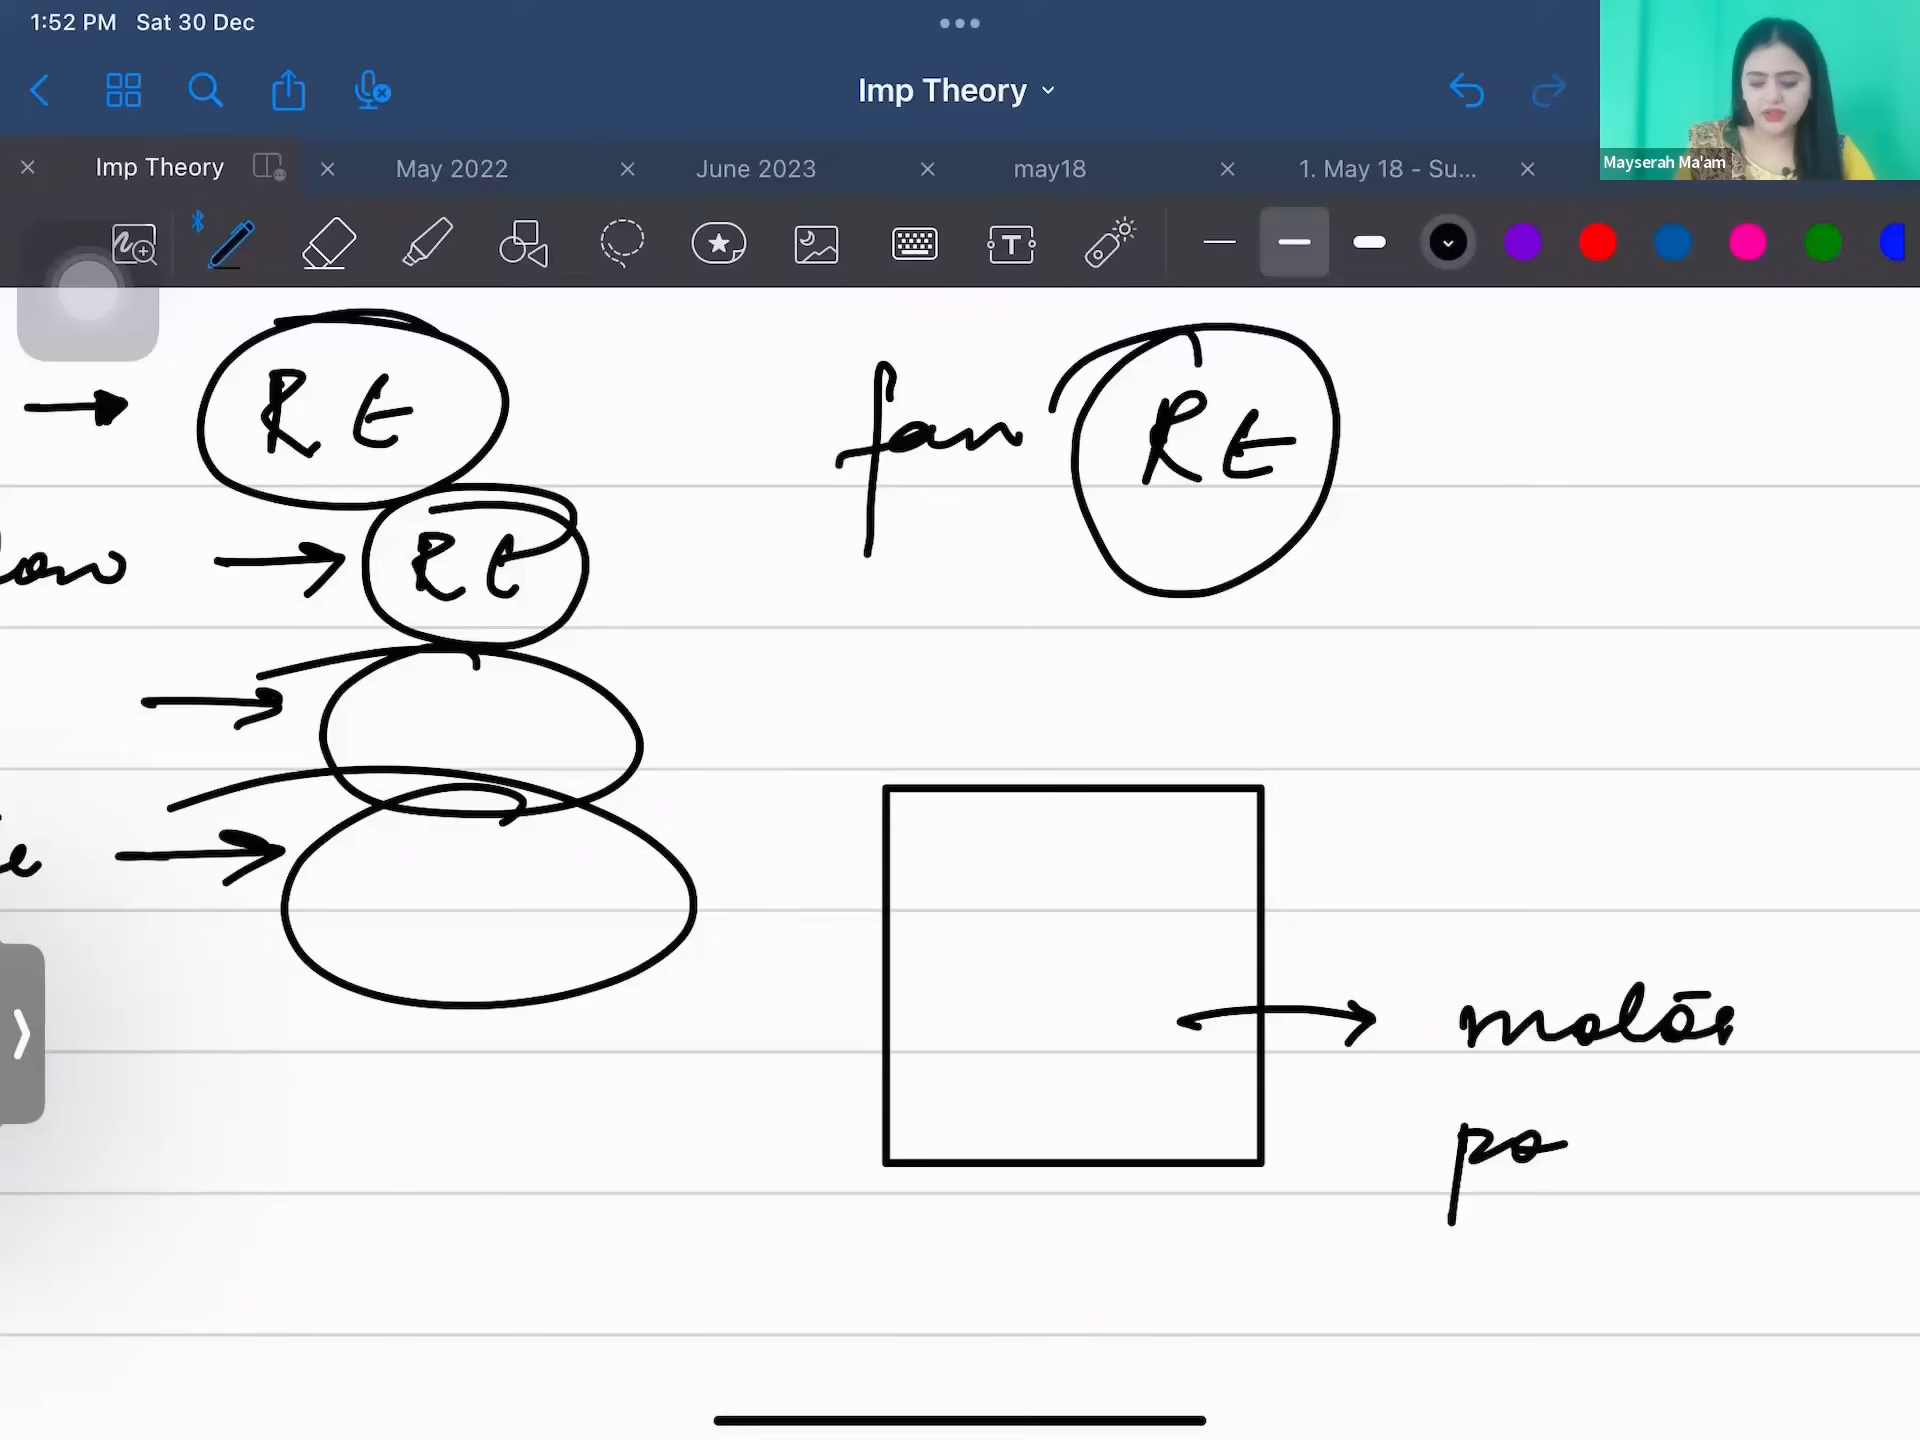 1:52 PM Sat 30 Dec
Imp Theory
Mayserah Ma'am
Imp Theory May 2022 June 2023 may18 1. May 18 - Su...
T
→ RE fan RE
→ RE
→
e →
→ motor
po